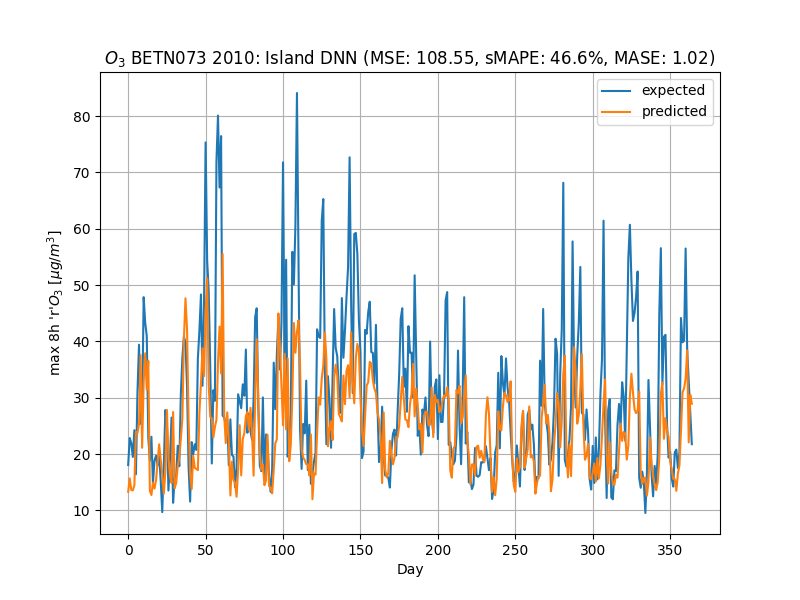 O3 BETN073 2010: Island DNN (MSE: 108.55, sMAPE: 46.6%, MASE: 1.02)
expected
predicted
max 8h 'r'O3 [μg/m3]
80
70
60
50
40
30
20
10
0 50 100 150 200 250 300 350
Day